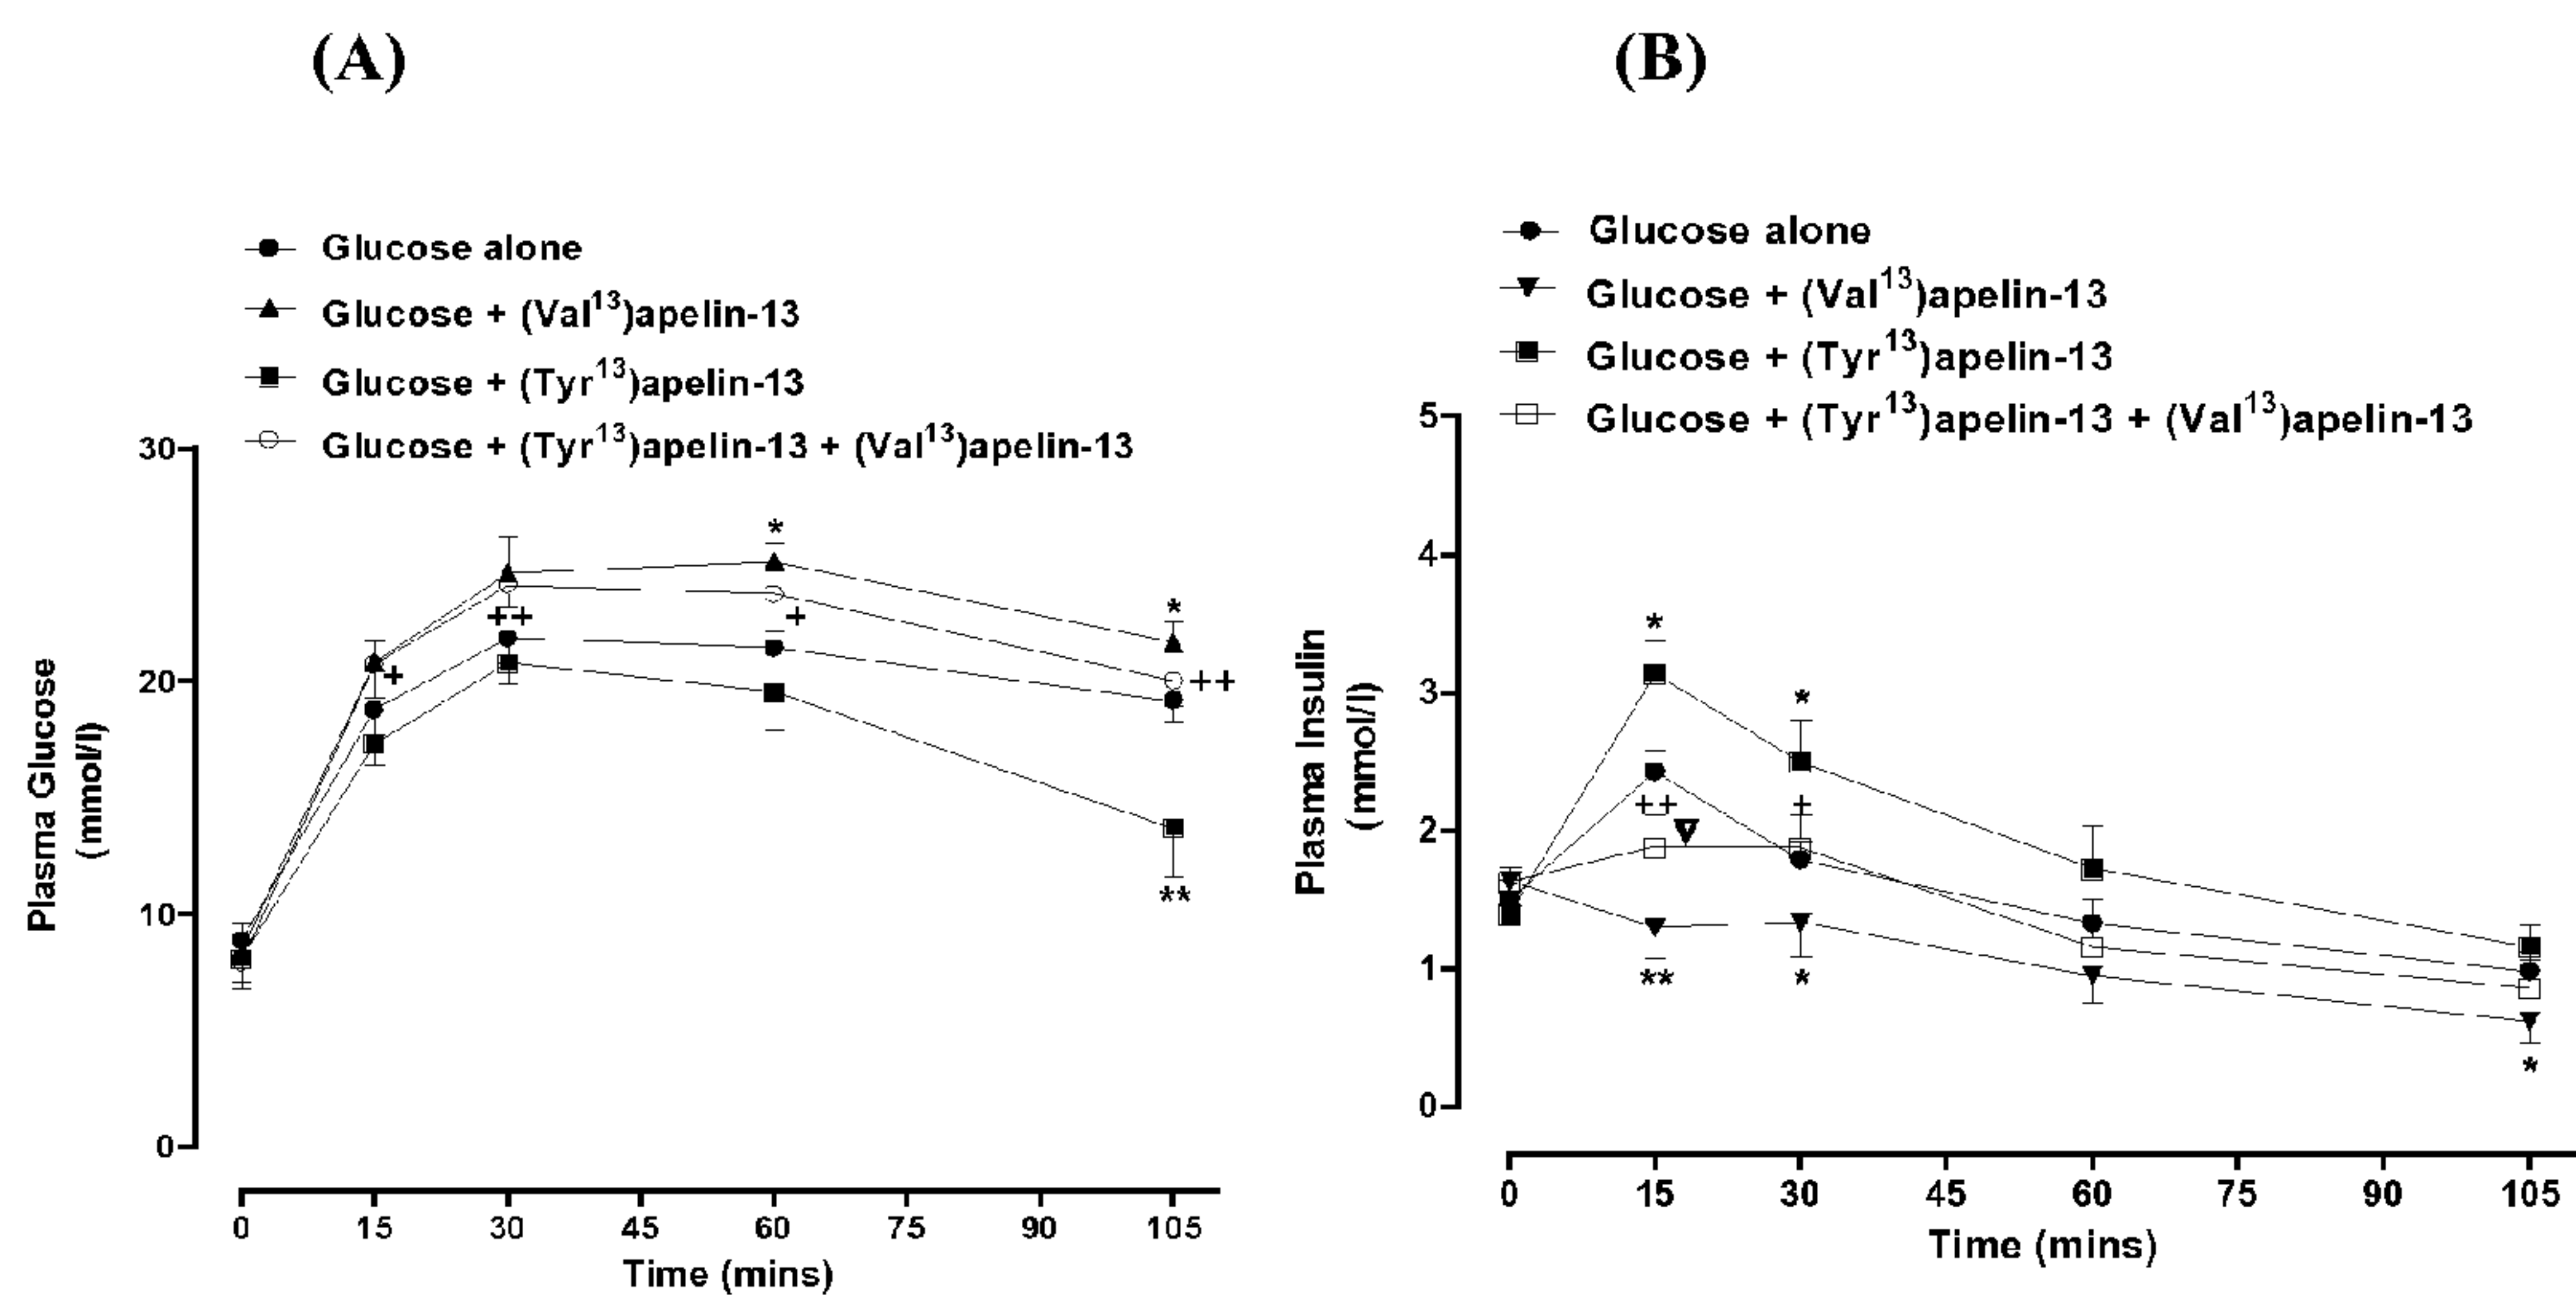 (A)
Glucose alone
Glucose + (Val¹³)apelin-13
Glucose + (Tyr¹³)apelin-13
Glucose + (Tyr¹³)apelin-13 + (Val¹³)apelin-13
Plasma Glucose
(mmol/l)
30
20
10
0
*
*
++
+
+
++
**
0 15 30 45 60 75 90 105
Time (mins)
(B)
Glucose alone
Glucose + (Val¹³)apelin-13
Glucose + (Tyr¹³)apelin-13
Glucose + (Tyr¹³)apelin-13 + (Val¹³)apelin-13
Plasma Insulin
(mmol/l)
5
4
3
2
1
0
*
*
++ +
** *
*
0 15 30 45 60 75 90 105
Time (mins)